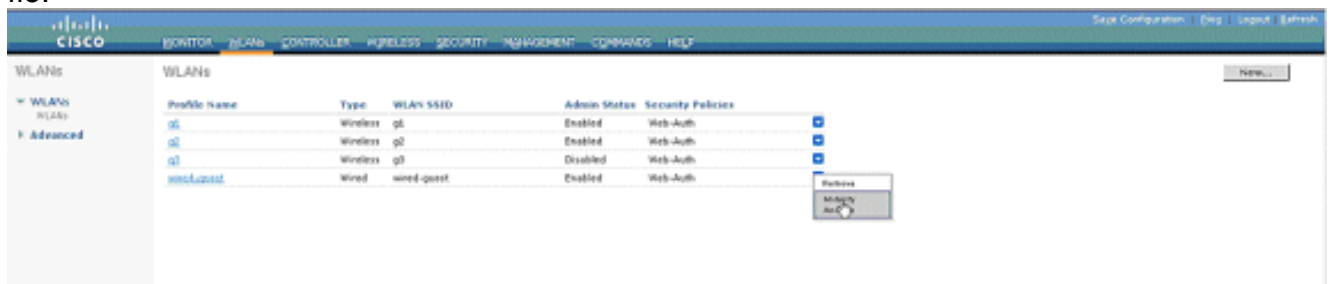 Save Configuration | Ping | Logout | Refresh
CISCO
MONITOR WLANs CONTROLLER WIRELESS SECURITY MANAGEMENT COMMANDS HELP
WLANs
WLANs
WLANs
Advanced
WLANs
New...
Profile Name Type WLAN SSID Admin Status Security Policies
g1 Wireless g1 Enabled Web-Auth
g2 Wireless g2 Enabled Web-Auth
g3 Wireless g3 Disabled Web-Auth
wired-guest Wired wired-guest Enabled Web-Auth
Remove
Mobility